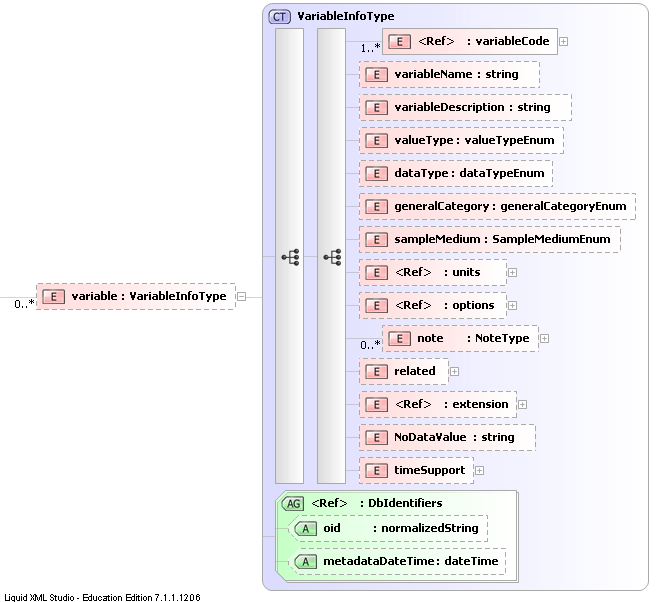 CT VariableInfoType
E <Ref> : variableCode
1..*
E variableName : string
E variableDescription : string
E valueType : valueTypeEnum
E dataType : dataTypeEnum
E generalCategory : generalCategoryEnum
E sampleMedium : SampleMediumEnum
E <Ref> : units
E variable : VariableInfoType
0..*
E <Ref> : options
E note : NoteType
0..*
E related
E <Ref> : extension
E NoDataValue : string
E timeSupport
AG <Ref> : DbIdentifiers
A oid : normalizedString
A metadataDateTime : dateTime
Liquid XML Studio - Education Edition 7.1.1.1206